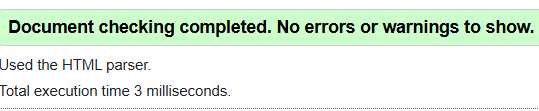 Document checking completed. No errors or warnings to show.
Used the HTML parser.
Total execution time 3 milliseconds.